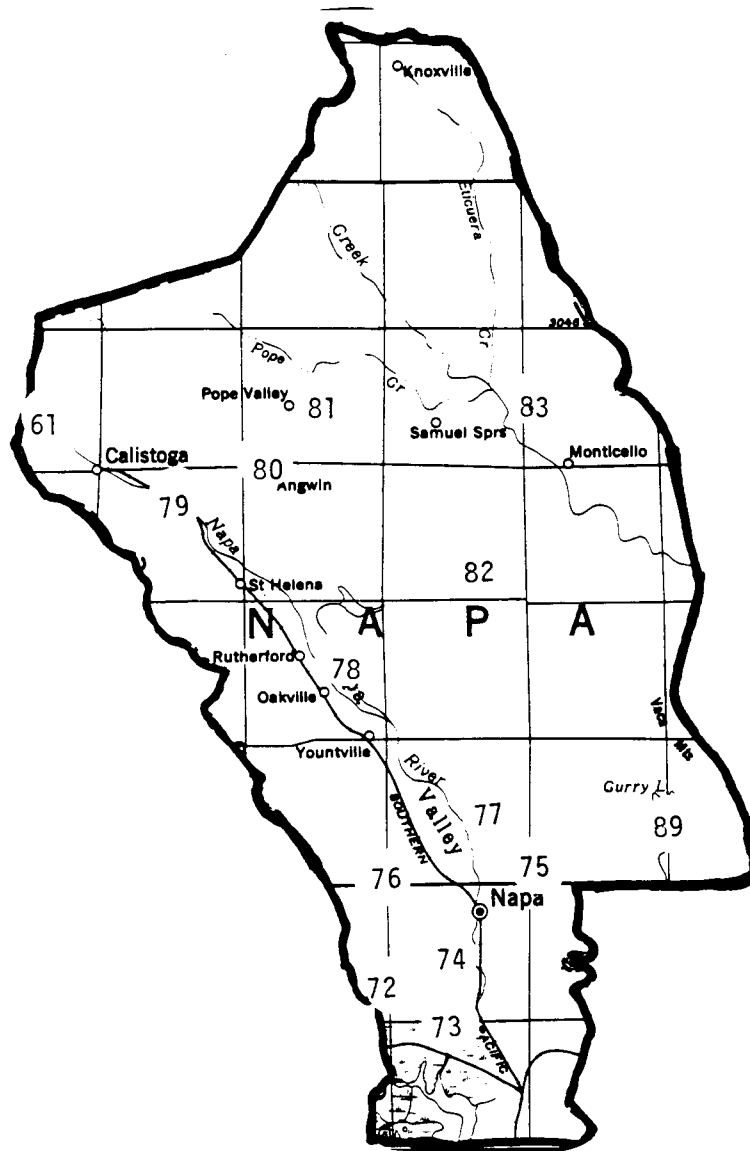 Knoxville
Eticuera
Creek
3046
Pope
Cr
Cr
Pope Valley
81
83
61
Samuel Sprs
Calistoga
80
Monticello
Angwin
79
Napa
82
St Helena
N A P A
Rutherford
78
Oakville
Vaca
Mts
Yountville
River
Valley
Curry L
SOUTHERN
77
89
76
75
Napa
74
72
73
PACIFIC